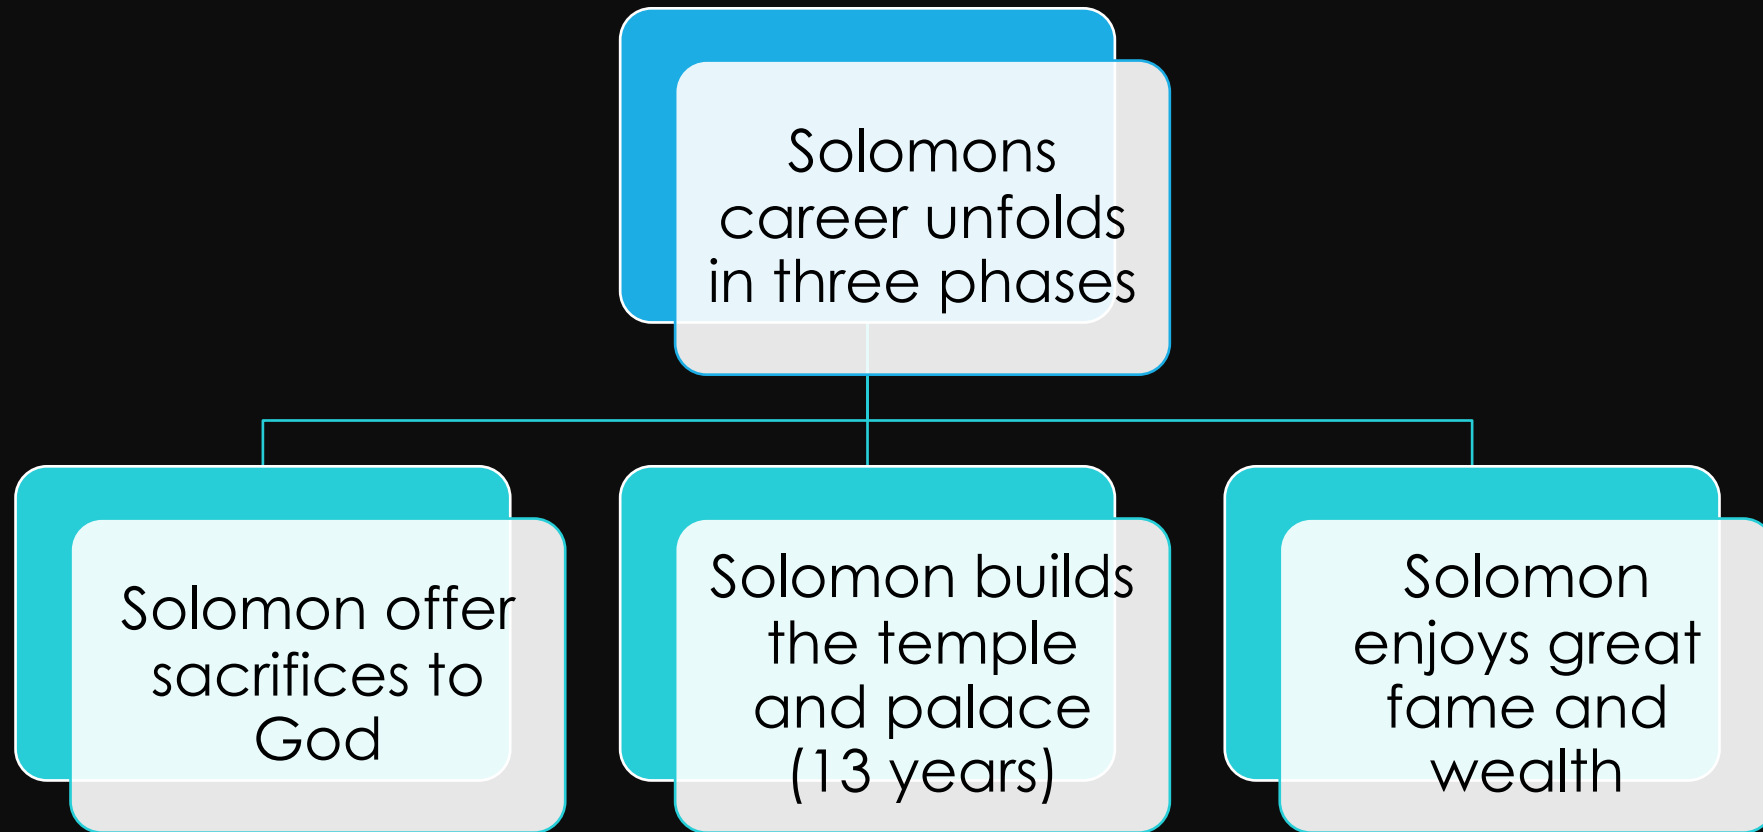 Solomons
career unfolds
in three phases
Solomon offer
sacrifices to
God
Solomon builds
the temple
and palace
(13 years)
Solomon
enjoys great
fame and
wealth